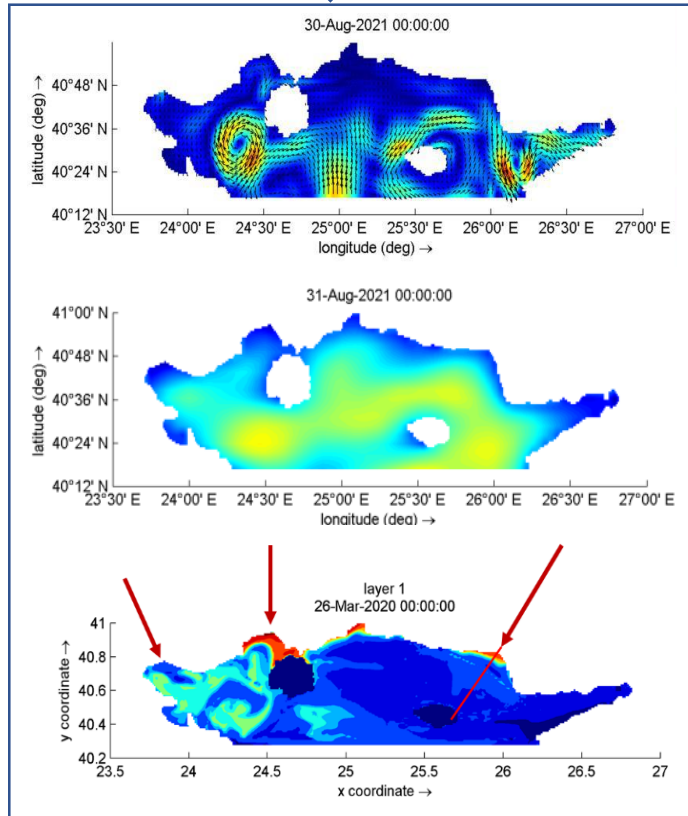 30-Aug-2021 00:00:00
latitude (deg) →
40°48' N
40°36' N
40°24' N
40°12' N
23°30' E 24°00' E 24°30' E 25°00' E 25°30' E 26°00' E 26°30' E 27°00' E
longitude (deg) →
31-Aug-2021 00:00:00
latitude (deg) →
41°00' N
40°48' N
40°36' N
40°24' N
40°12' N
23°30' E 24°00' E 24°30' E 25°00' E 25°30' E 26°00' E 26°30' E 27°00' E
longitude (deg) →
layer 1
26-Mar-2020 00:00:00
y coordinate →
41
40.8
40.6
40.4
40.2
23.5 24 24.5 25 25.5 26 26.5 27
x coordinate →